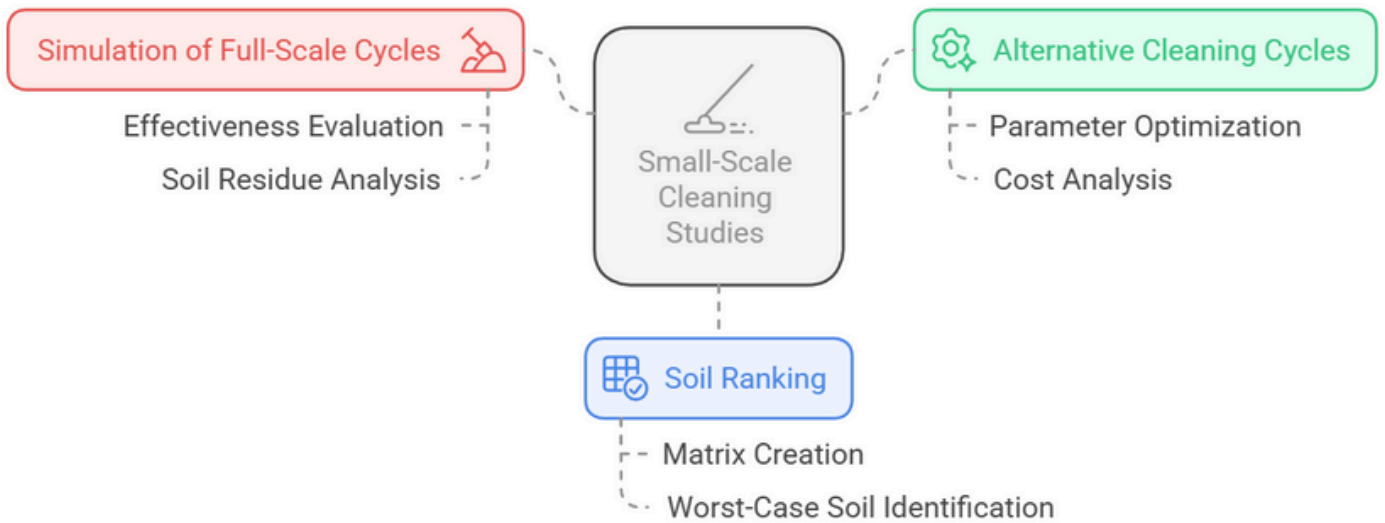 Simulation of Full-Scale Cycles
Effectiveness Evaluation
Soil Residue Analysis
Small-Scale
Cleaning
Studies
Alternative Cleaning Cycles
Parameter Optimization
Cost Analysis
Soil Ranking
Matrix Creation
Worst-Case Soil Identification